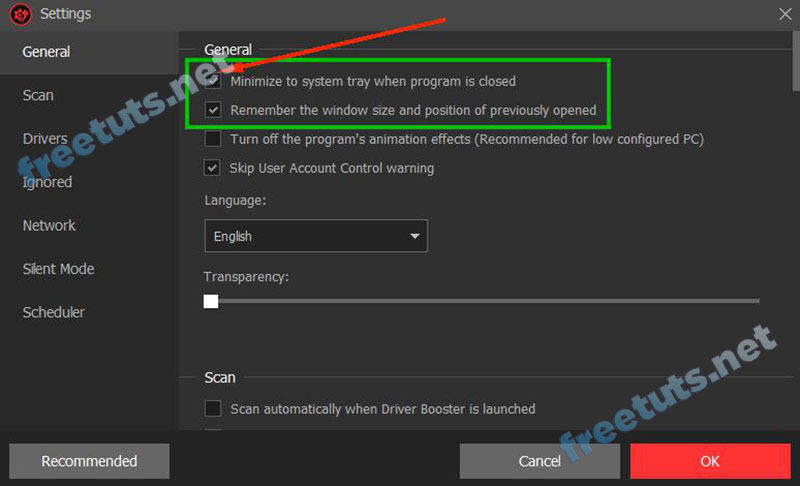 Settings
General
Scan
Drivers
Ignored
Network
Silent Mode
Scheduler
General
Minimize to system tray when program is closed
Remember the window size and position of previously opened
Turn off the program's animation effects (Recommended for low configured PC)
Skip User Account Control warning
Language:
English
Transparency:
Scan
Scan automatically when Driver Booster is launched
Recommended
Cancel
OK
freetuts.net
freetuts.net